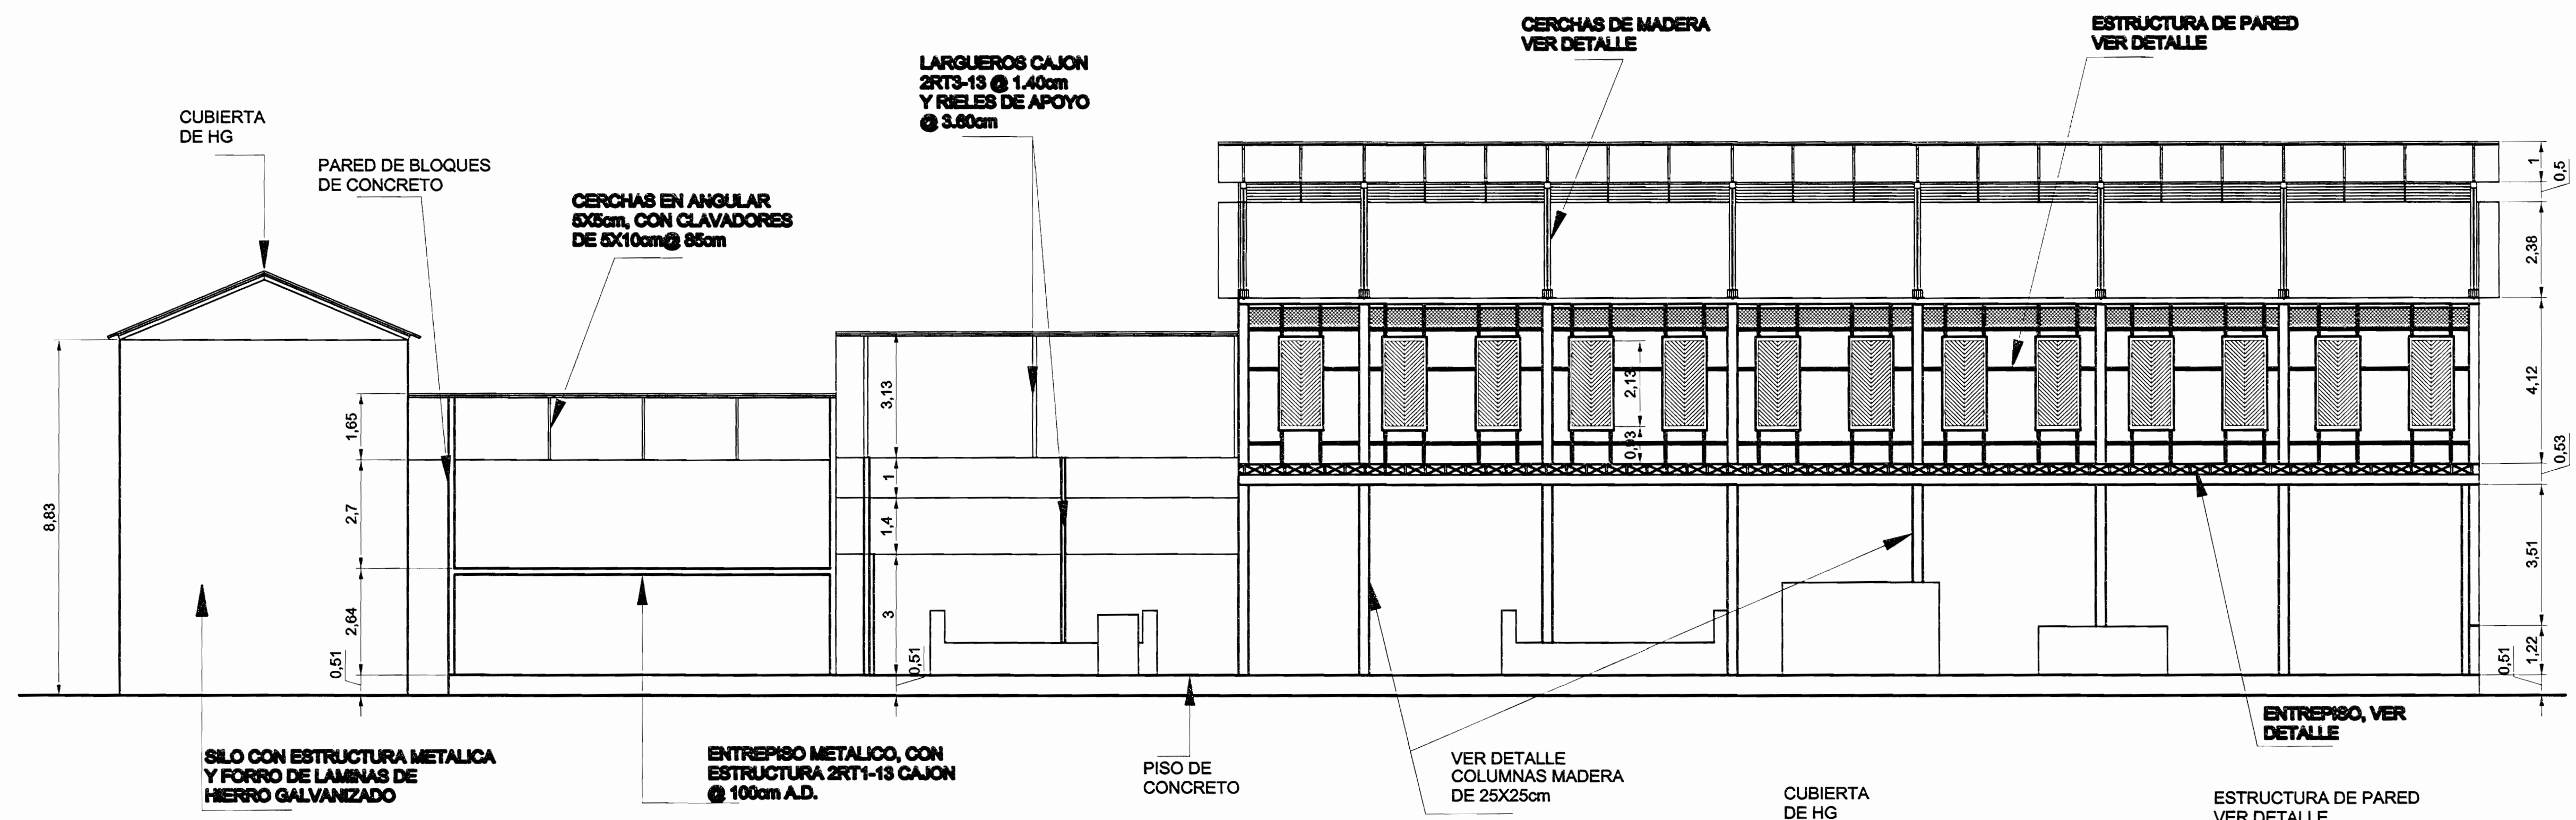 CERCHAS DE MADERA
VER DETALLE
ESTRUCTURA DE PARED
VER DETALLE
LARGUEROS CAJON
2RT3-13 @ 1.40cm
Y RIELES DE APOYO
@ 3.60cm
CUBIERTA
DE HG
PARED DE BLOQUES
DE CONCRETO
CERCHAS EN ANGULAR
5X5cm, CON CLAVADORES
DE 5X10cm@ 85cm
8,83
1,65
2,7
2,64
0,51
3,13
1
1,4
3
0,51
2,13
0,93
1
0,5
2,38
4,12
0,53
3,51
1,22
0,51
SILO CON ESTRUCTURA METALICA
Y FORRO DE LAMINAS DE
HIERRO GALVANIZADO
ENTREPISO METALICO, CON
ESTRUCTURA 2RT1-13 CAJON
@ 100cm A.D.
PISO DE
CONCRETO
VER DETALLE
COLUMNAS MADERA
DE 25X25cm
ENTREPISO, VER
DETALLE
CUBIERTA
DE HG
ESTRUCTURA DE PARED
VER DETALLE